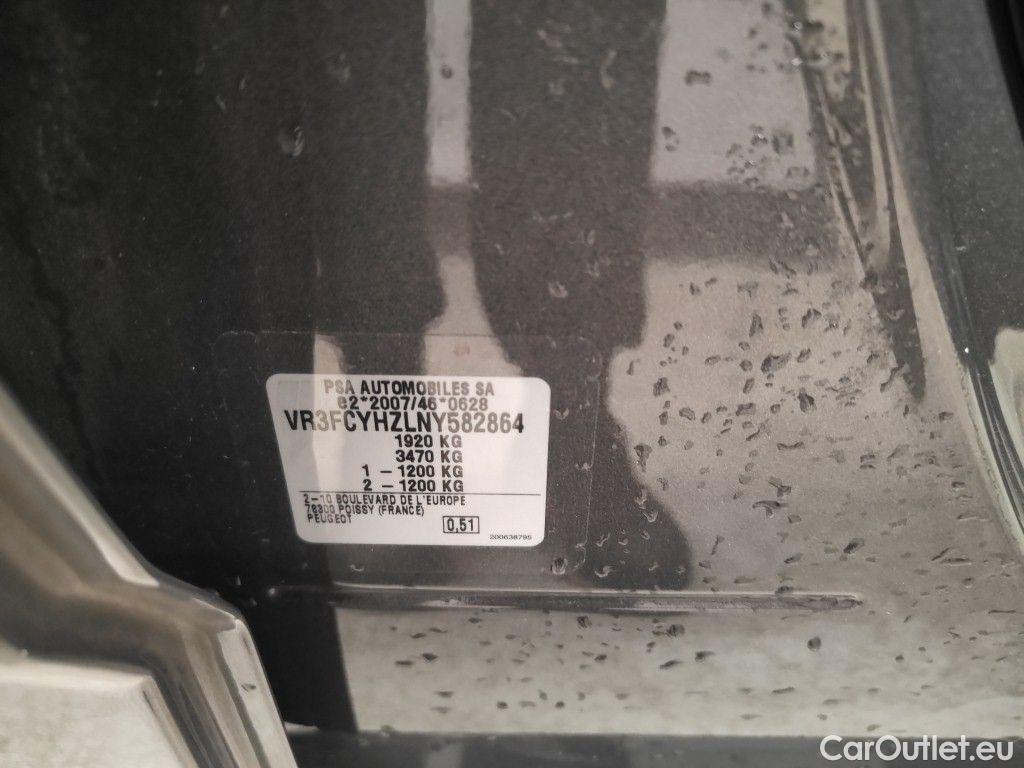 PSA AUTOMOBILES SA
e2*2007/46*0628
VR3FCYHZLNY582864
1920 KG
3470 KG
1 - 1200 KG
2 - 1200 KG
2-10 BOULEVARD DE L'EUROPE
78300 POISSY (FRANCE)
PEUGEOT
0,51
200638795
CarOutlet.eu